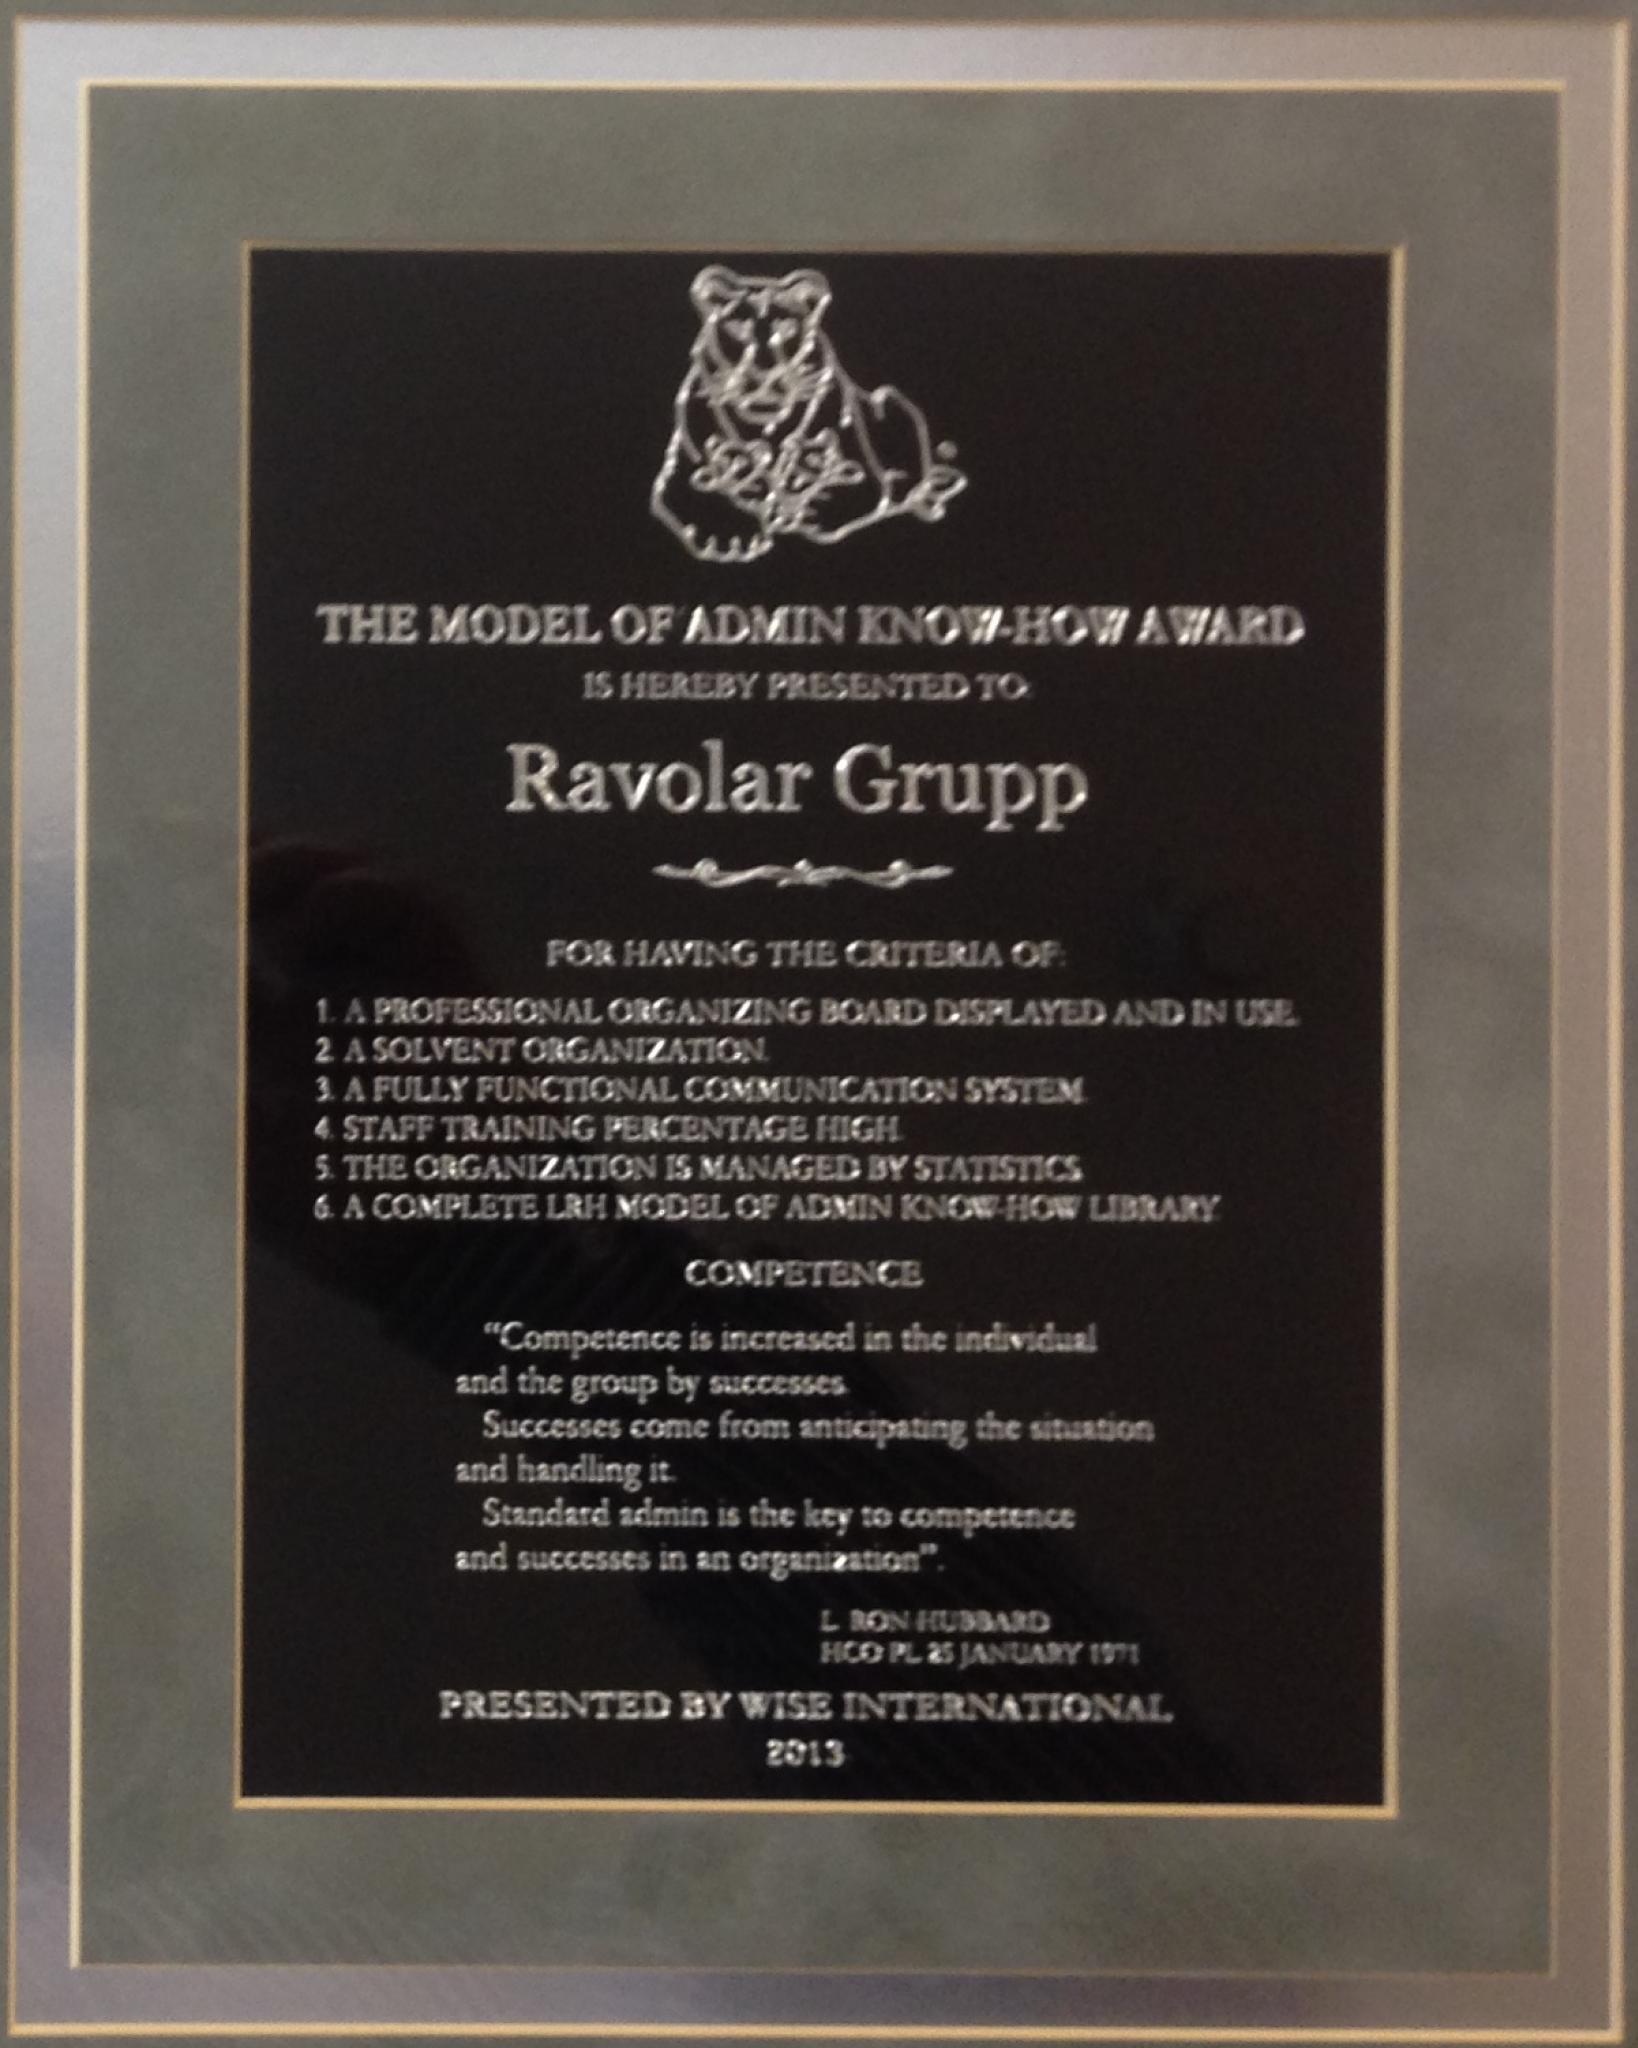 THE MODEL OF ADMIN KNOW-HOW AWARD
IS HEREBY PRESENTED TO:
Ravolar Grupp
FOR HAVING THE CRITERIA OF:
1. A PROFESSIONAL ORGANIZING BOARD DISPLAYED AND IN USE.
2. A SOLVENT ORGANIZATION.
3. A FULLY FUNCTIONAL COMMUNICATION SYSTEM.
4. STAFF TRAINING PERCENTAGE HIGH.
5. THE ORGANIZATION IS MANAGED BY STATISTICS.
6. A COMPLETE LRH MODEL OF ADMIN KNOW-HOW LIBRARY.
COMPETENCE
“Competence is increased in the individual
and the group by successes.
Successes come from anticipating the situation
and handling it.
Standard admin is the key to competence
and successes in an organization”.
L. RON HUBBARD
HCO PL 25 JANUARY 1971
PRESENTED BY WISE INTERNATIONAL
2013